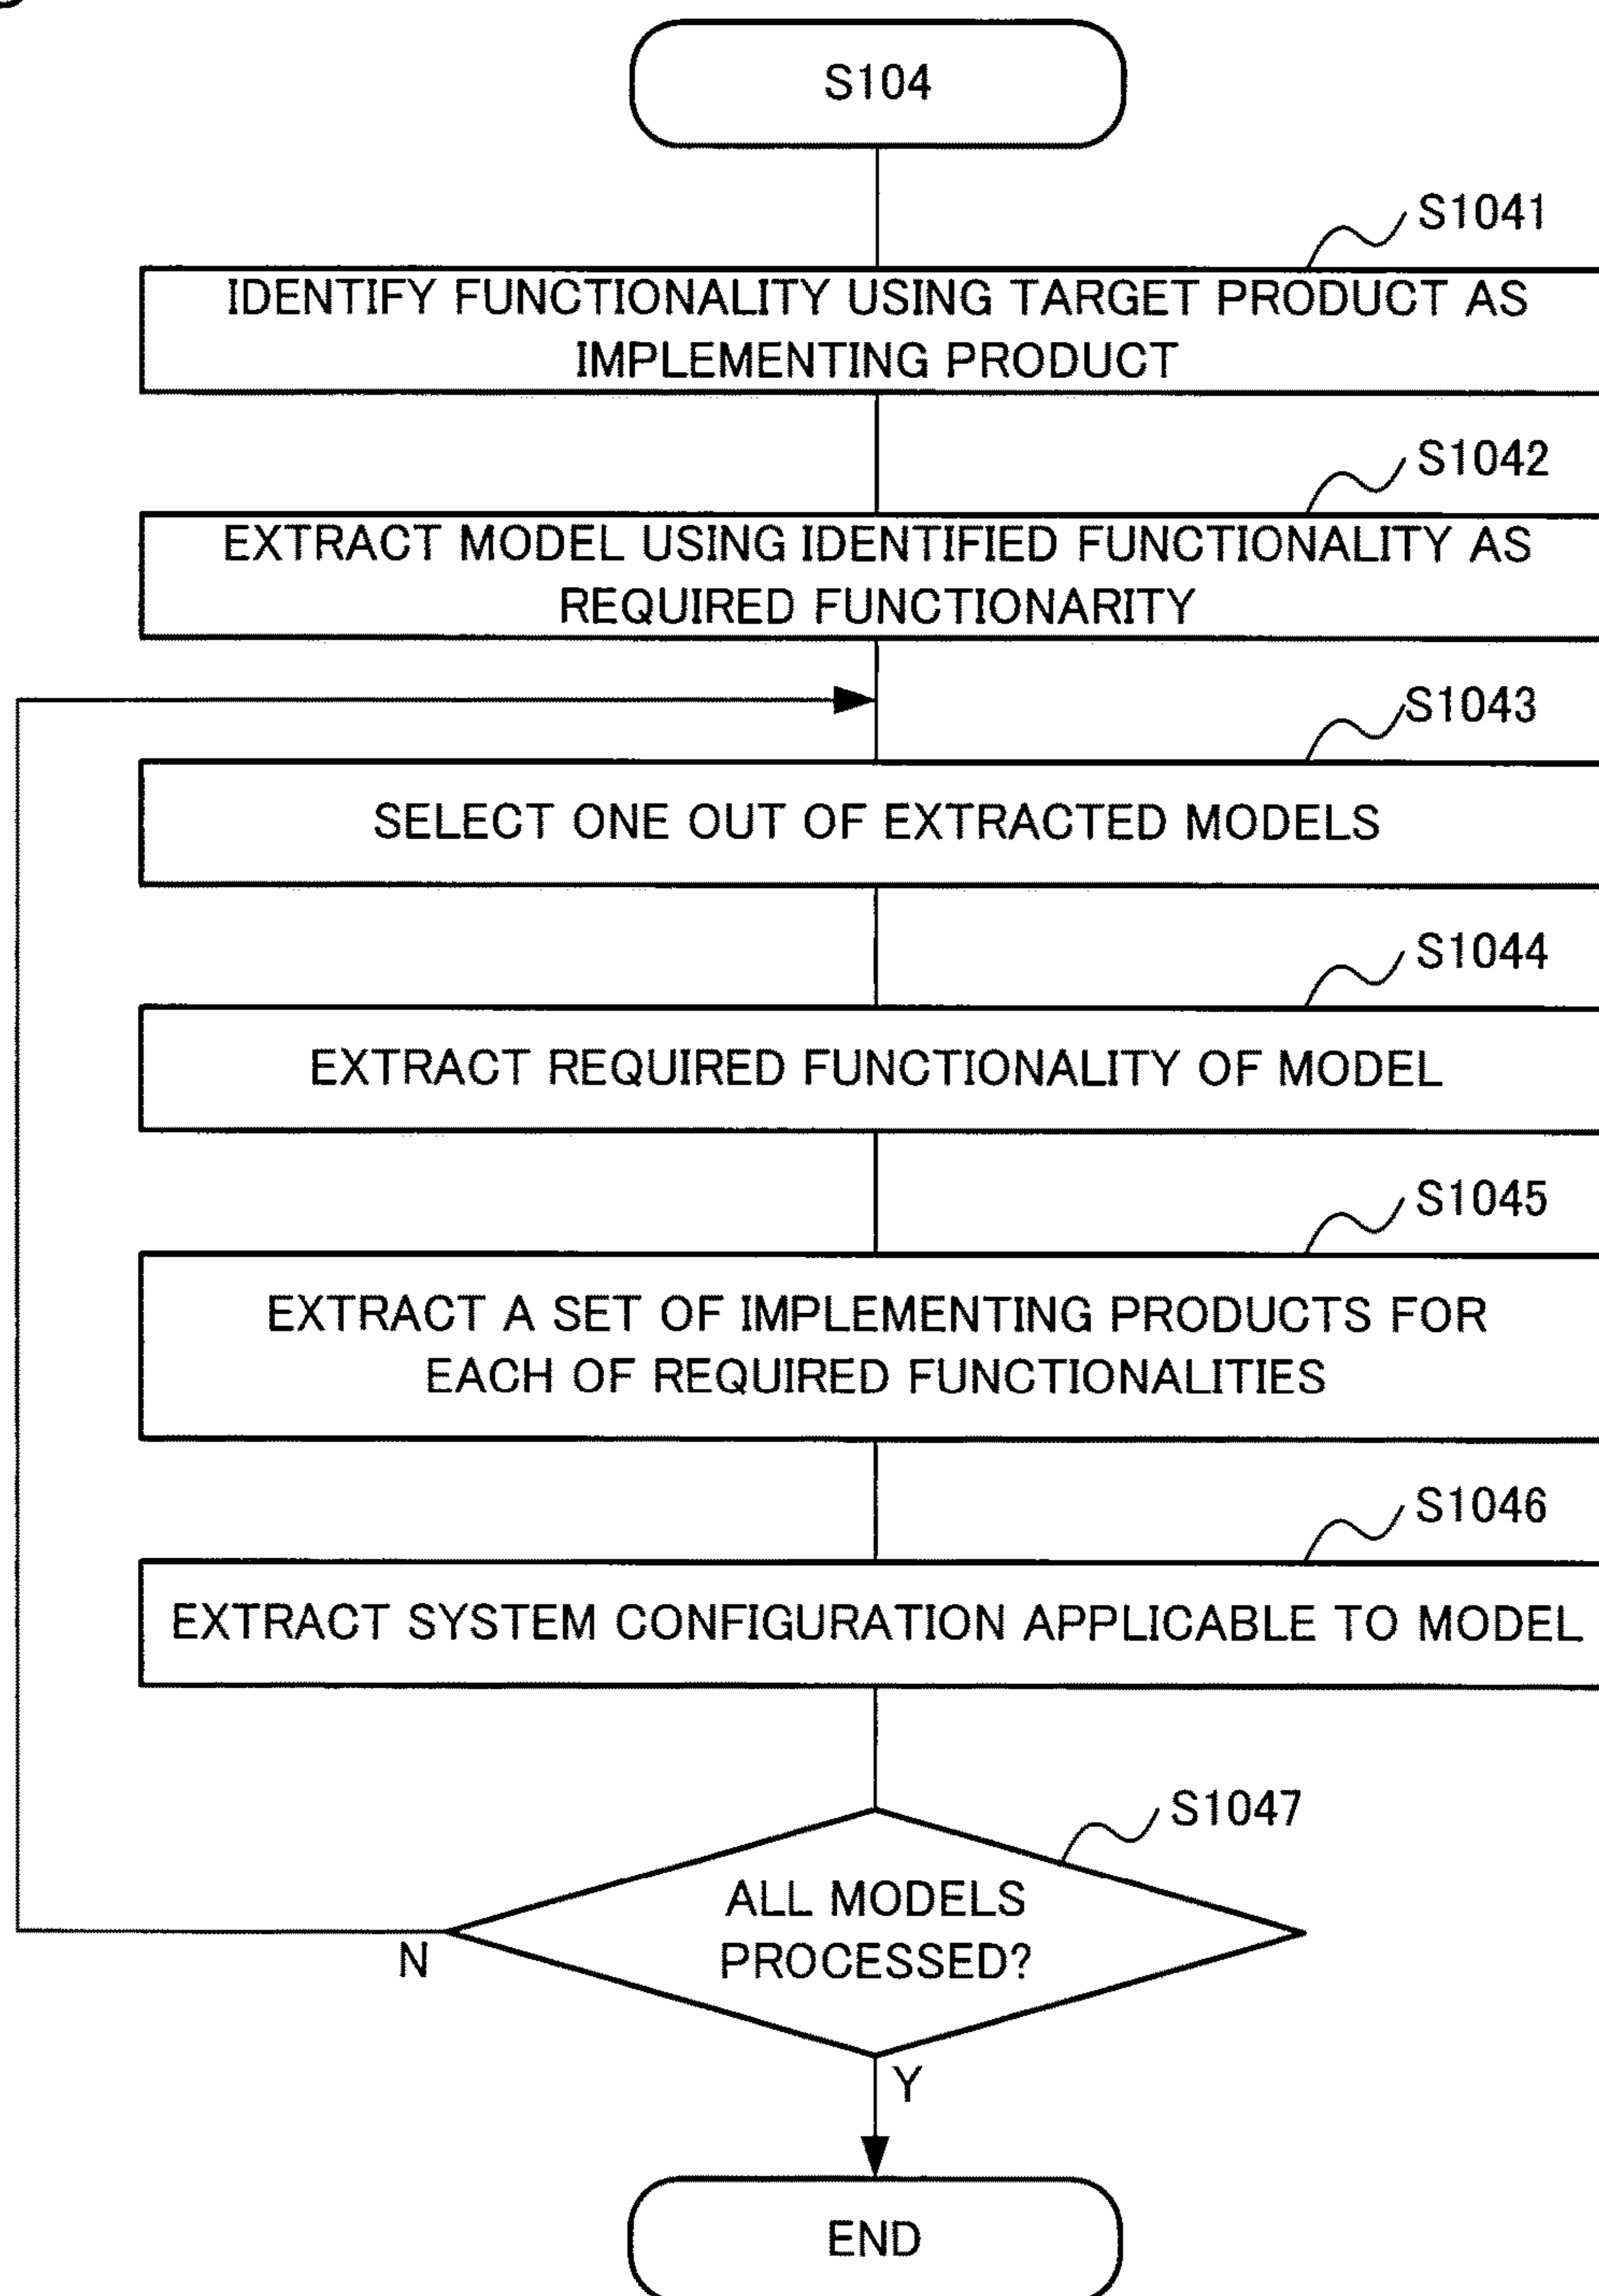 S104
S1041
IDENTIFY FUNCTIONALITY USING TARGET PRODUCT AS
IMPLEMENTING PRODUCT
S1042
EXTRACT MODEL USING IDENTIFIED FUNCTIONALITY AS
REQUIRED FUNCTIONARITY
S1043
SELECT ONE OUT OF EXTRACTED MODELS
S1044
EXTRACT REQUIRED FUNCTIONALITY OF MODEL
S1045
EXTRACT A SET OF IMPLEMENTING PRODUCTS FOR
EACH OF REQUIRED FUNCTIONALITIES
S1046
EXTRACT SYSTEM CONFIGURATION APPLICABLE TO MODEL
S1047
ALL MODELS
PROCESSED?
N
Y
END